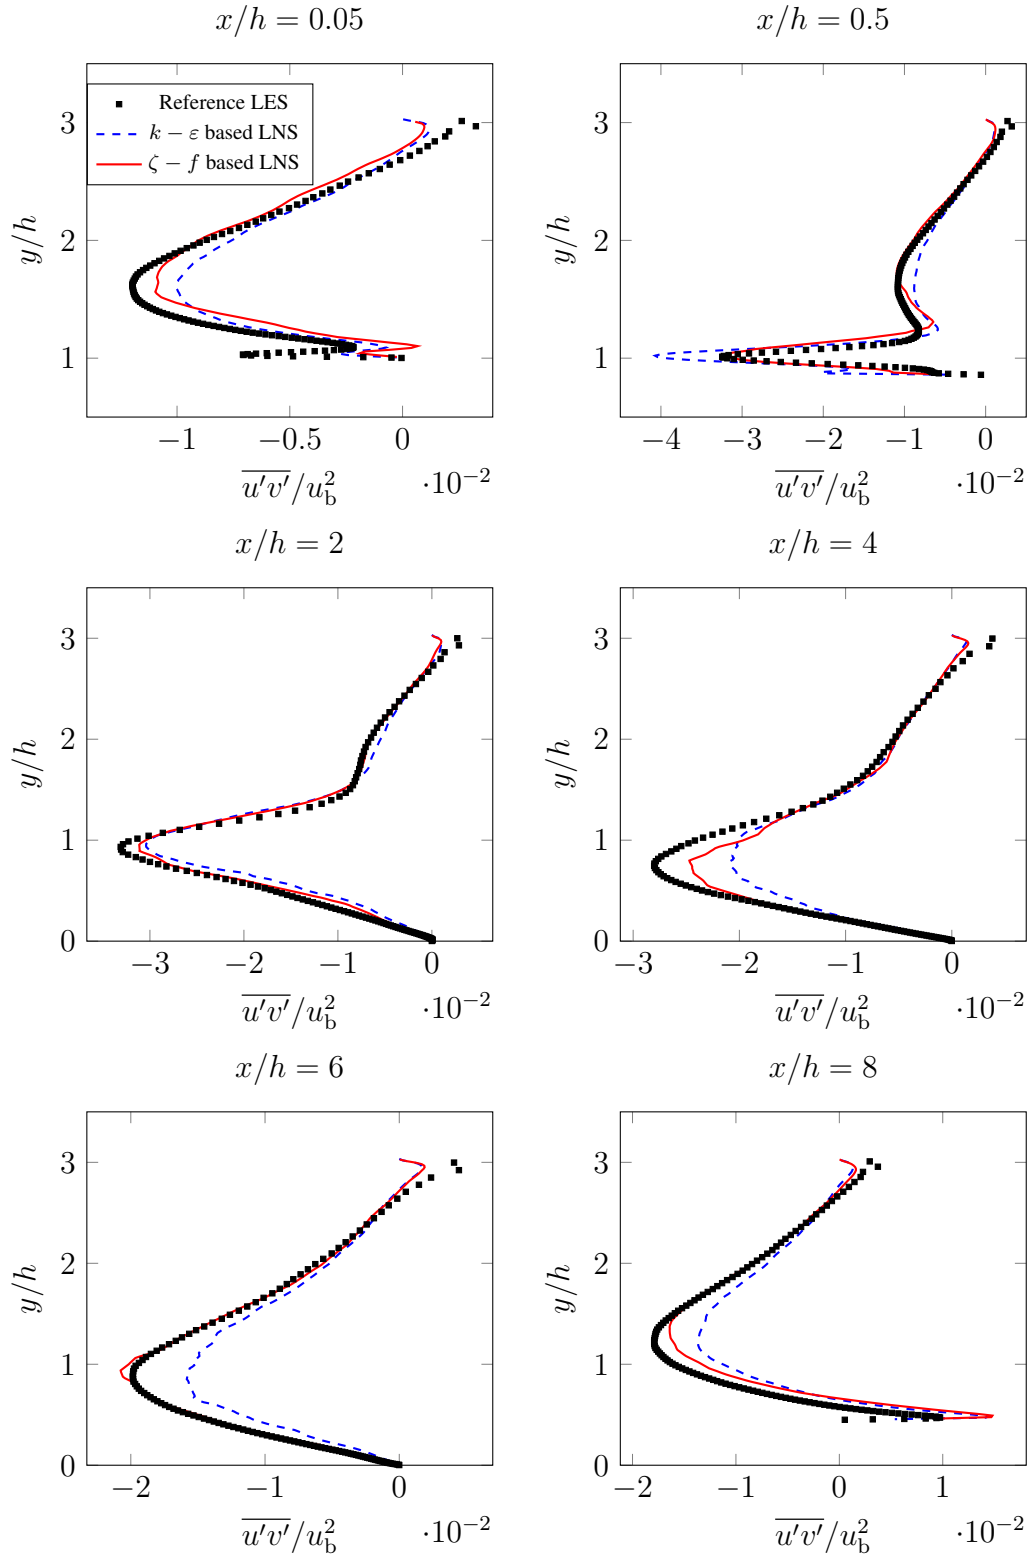 x/h = 0.05
x/h = 0.5
Reference LES
k − ε based LNS
ζ − f based LNS
3
2
1
y/h
−1 −0.5 0
u′v′/u_b^2 ·10^−2
3
2
1
y/h
−4 −3 −2 −1 0
u′v′/u_b^2 ·10^−2
x/h = 2
x/h = 4
3
2
1
0
y/h
−3 −2 −1 0
u′v′/u_b^2 ·10^−2
3
2
1
0
y/h
−3 −2 −1 0
u′v′/u_b^2 ·10^−2
x/h = 6
x/h = 8
3
2
1
0
y/h
−2 −1 0
u′v′/u_b^2 ·10^−2
3
2
1
0
y/h
−2 −1 0 1
u′v′/u_b^2 ·10^−2